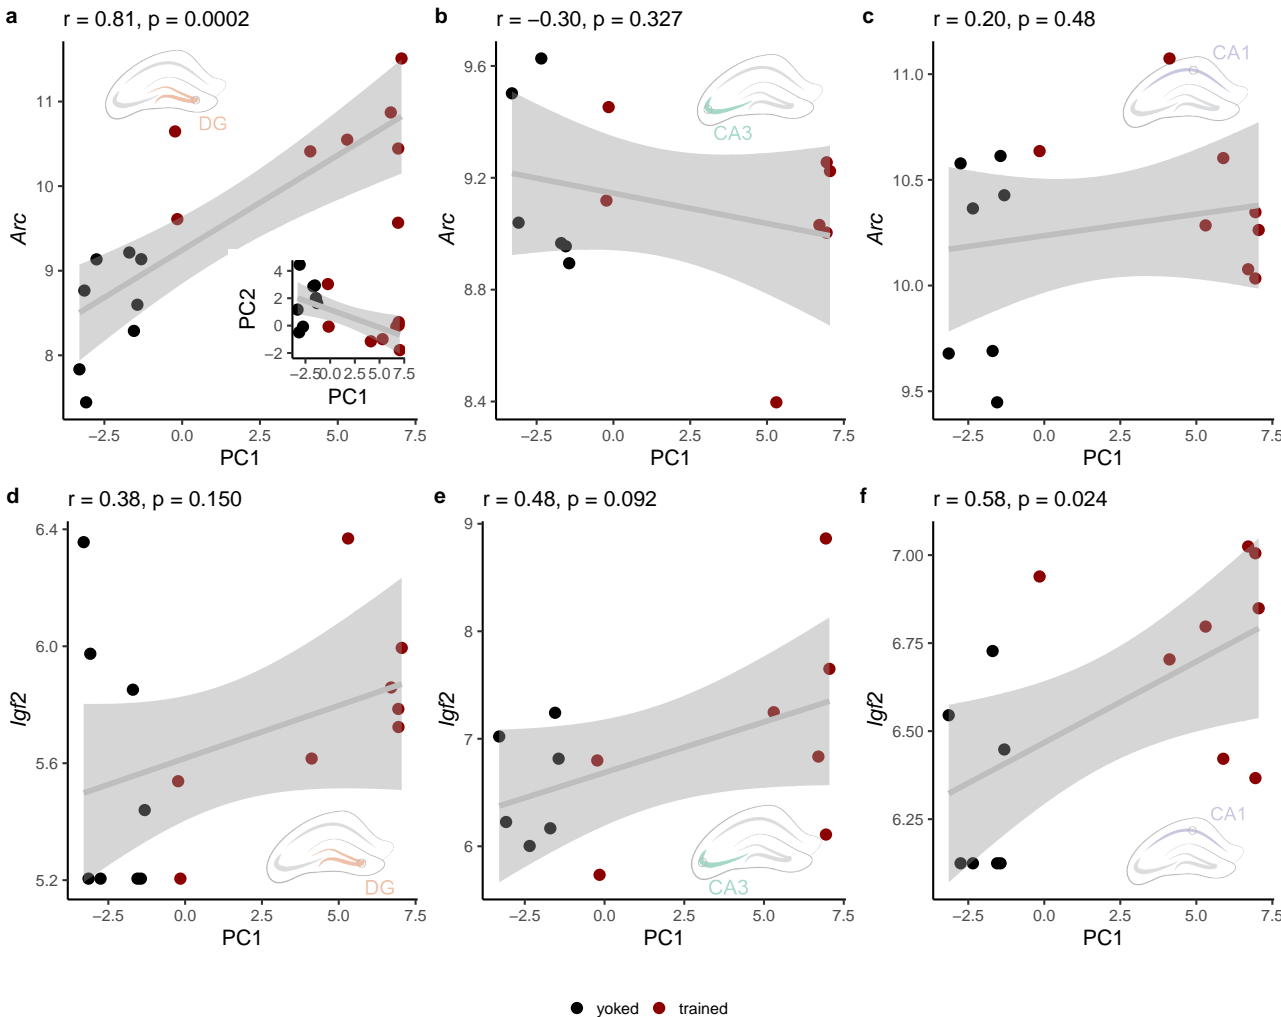 a r = 0.81, p = 0.0002
11
10
9
8
Arc
DG
−2.5 0.0 2.5 5.0 7.5
PC1
4
2
0
−2
PC2
−2.5 0.0 2.5 5.0 7.5
PC1
b r = −0.30, p = 0.327
9.6
9.2
8.8
8.4
Arc
CA3
−2.5 0.0 2.5 5.0 7.5
PC1
c r = 0.20, p = 0.48
11.0
10.5
10.0
9.5
Arc
CA1
−2.5 0.0 2.5 5.0 7.5
PC1
d r = 0.38, p = 0.150
6.4
6.0
5.6
5.2
Igf2
DG
−2.5 0.0 2.5 5.0 7.5
PC1
e r = 0.48, p = 0.092
9
8
7
6
Igf2
CA3
−2.5 0.0 2.5 5.0 7.5
PC1
f r = 0.58, p = 0.024
7.00
6.75
6.50
6.25
Igf2
CA1
−2.5 0.0 2.5 5.0 7.5
PC1
yoked trained